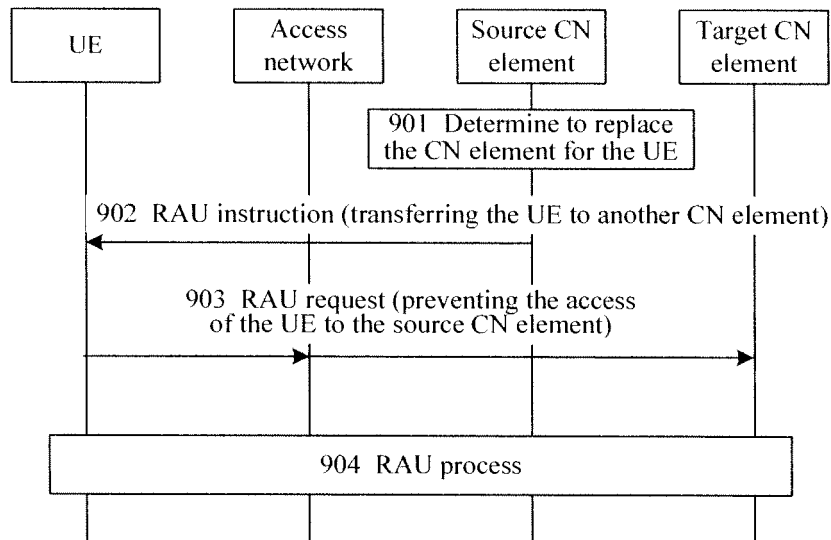 UE
Access
network
Source CN
element
Target CN
element
901 Determine to replace
the CN element for the UE
902 RAU instruction (transferring the UE to another CN element)
903 RAU request (preventing the access
of the UE to the source CN element)
904 RAU process